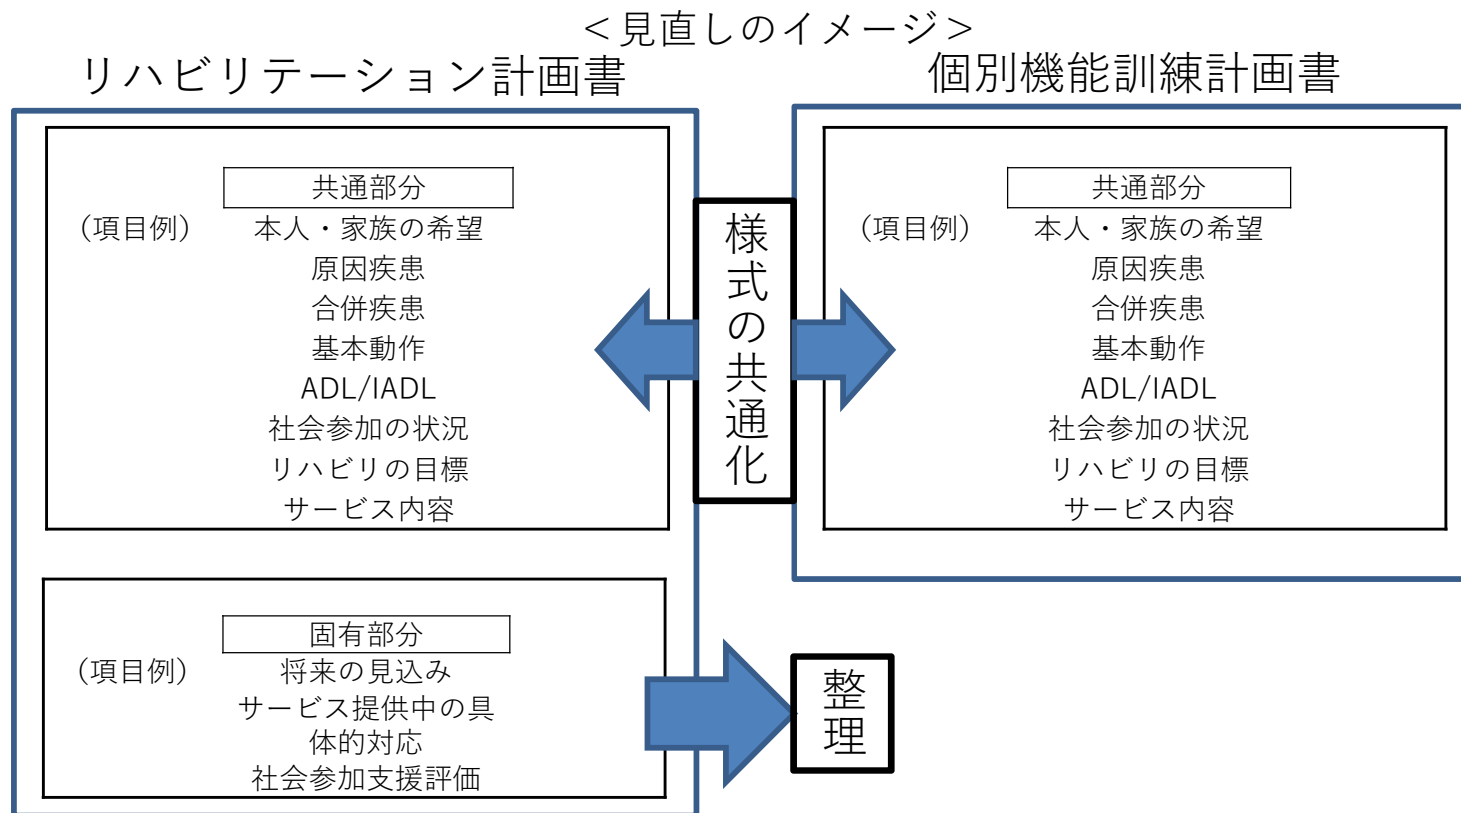 ＜見直しのイメージ＞
リハビリテーション計画書
共通部分
（項目例）
本人・家族の希望
原因疾患
合併疾患
基本動作
ADL/IADL
社会参加の状況
リハビリの目標
サービス内容
固有部分
（項目例）
将来の見込み
サービス提供中の具
体的対応
社会参加支援評価
様式の共通化
整理
個別機能訓練計画書
共通部分
（項目例）
本人・家族の希望
原因疾患
合併疾患
基本動作
ADL/IADL
社会参加の状況
リハビリの目標
サービス内容